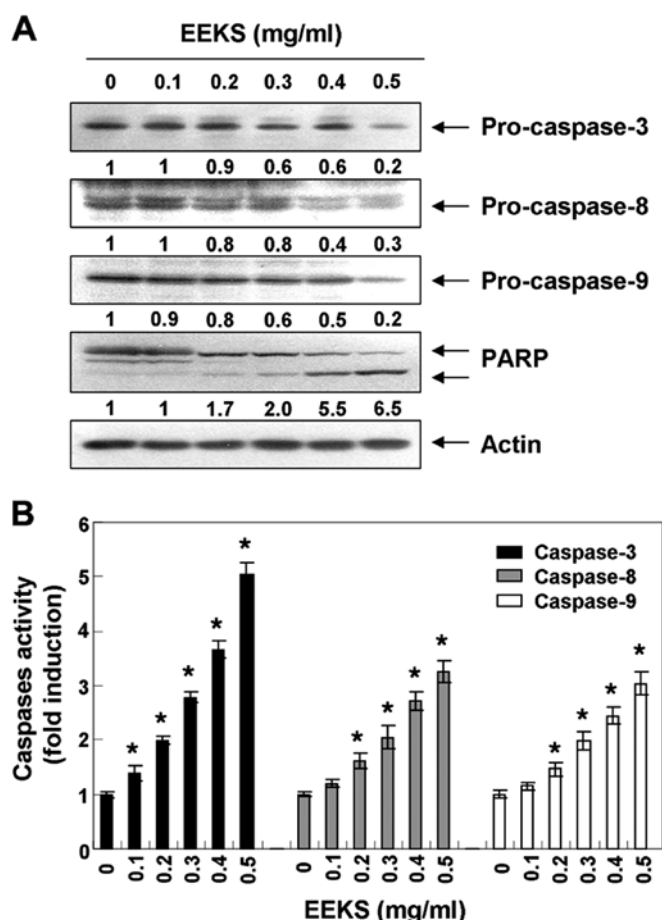 A
EEKS (mg/ml)
0 0.1 0.2 0.3 0.4 0.5
Pro-caspase-3
1 1 0.9 0.6 0.6 0.2
Pro-caspase-8
1 1 0.8 0.8 0.4 0.3
Pro-caspase-9
1 0.9 0.8 0.6 0.5 0.2
PARP
1 1 1.7 2.0 5.5 6.5
Actin
B
Caspases activity
(fold induction)
6
5
4
3
2
1
0
* * * * *
* * * *
* * * *
Caspase-3
Caspase-8
Caspase-9
0 0.1 0.2 0.3 0.4 0.5 0 0.1 0.2 0.3 0.4 0.5 0 0.1 0.2 0.3 0.4 0.5
EEKS (mg/ml)